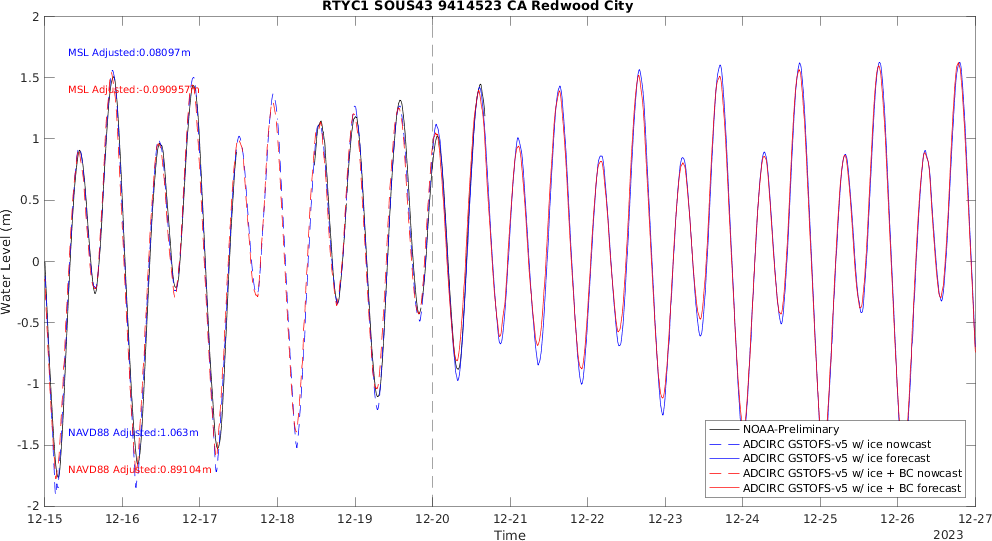 RTYC1 SOUS43 9414523 CA Redwood City
MSL Adjusted:0.08097m
MSL Adjusted:-0.090957m
NAVD88 Adjusted:1.063m
NAVD88 Adjusted:0.89104m
Water Level (m)
2
1.5
1
0.5
0
-0.5
-1
-1.5
-2
NOAA-Preliminary
ADCIRC GSTOFS-v5 w/ ice nowcast
ADCIRC GSTOFS-v5 w/ ice forecast
ADCIRC GSTOFS-v5 w/ ice + BC nowcast
ADCIRC GSTOFS-v5 w/ ice + BC forecast
12-15 12-16 12-17 12-18 12-19 12-20 12-21 12-22 12-23 12-24 12-25 12-26 12-27
Time
2023